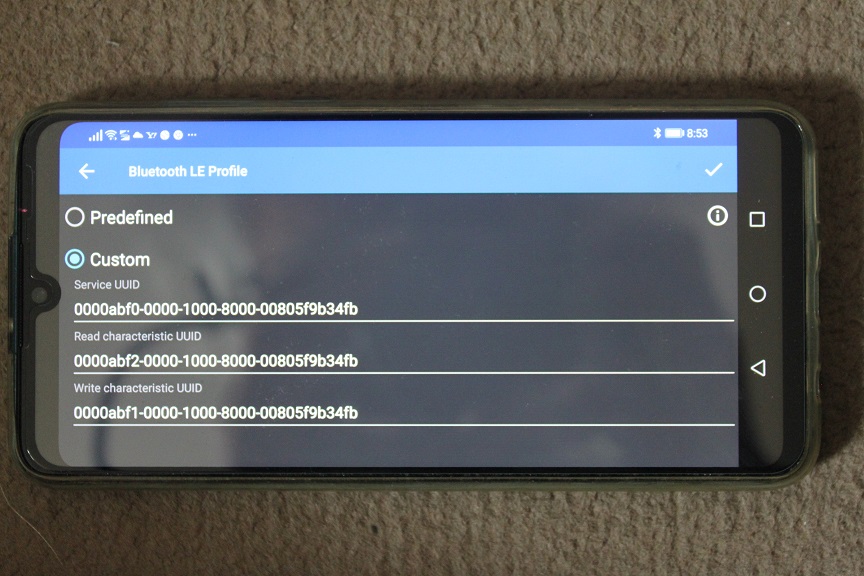 8:53
Bluetooth LE Profile
Predefined
Custom
Service UUID
0000abf0-0000-1000-8000-00805f9b34fb
Read characteristic UUID
0000abf2-0000-1000-8000-00805f9b34fb
Write characteristic UUID
0000abf1-0000-1000-8000-00805f9b34fb